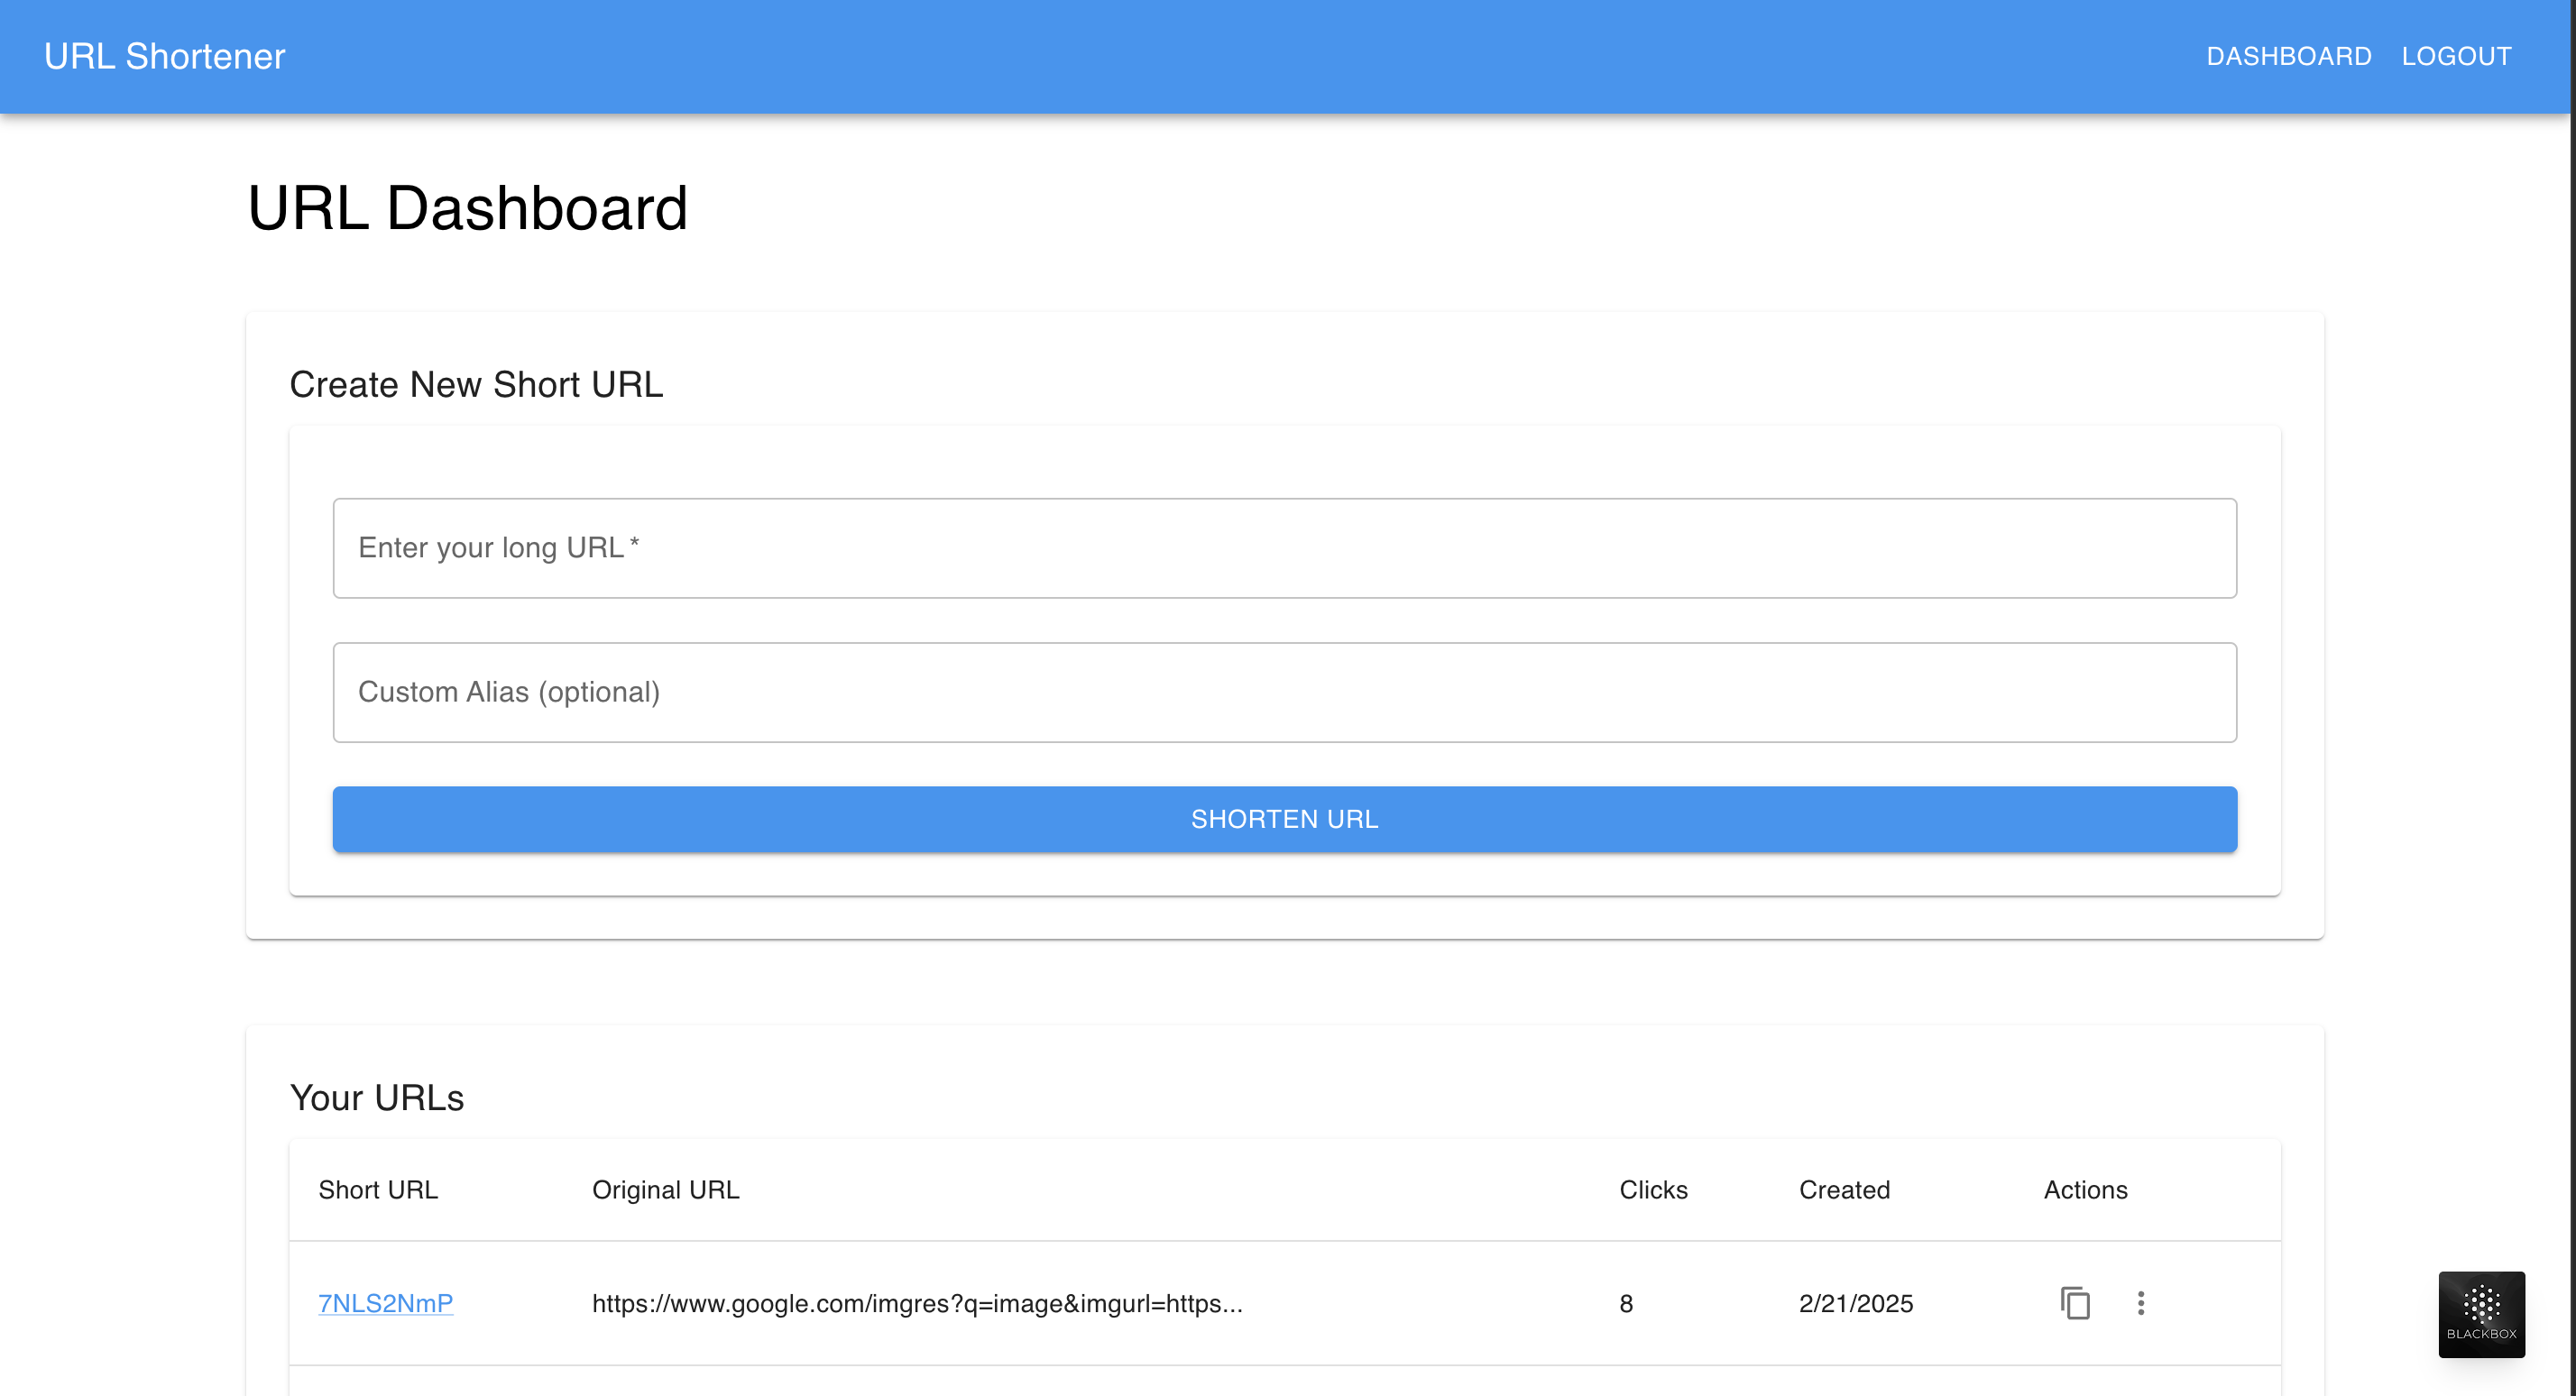 URL Shortener DASHBOARD LOGOUT
URL Dashboard
Create New Short URL
Enter your long URL *
Custom Alias (optional)
SHORTEN URL
Your URLs
Short URL Original URL Clicks Created Actions
7NLS2NmP https://www.google.com/imgres?q=image&imgurl=https... 8 2/21/2025
BLACKBOX